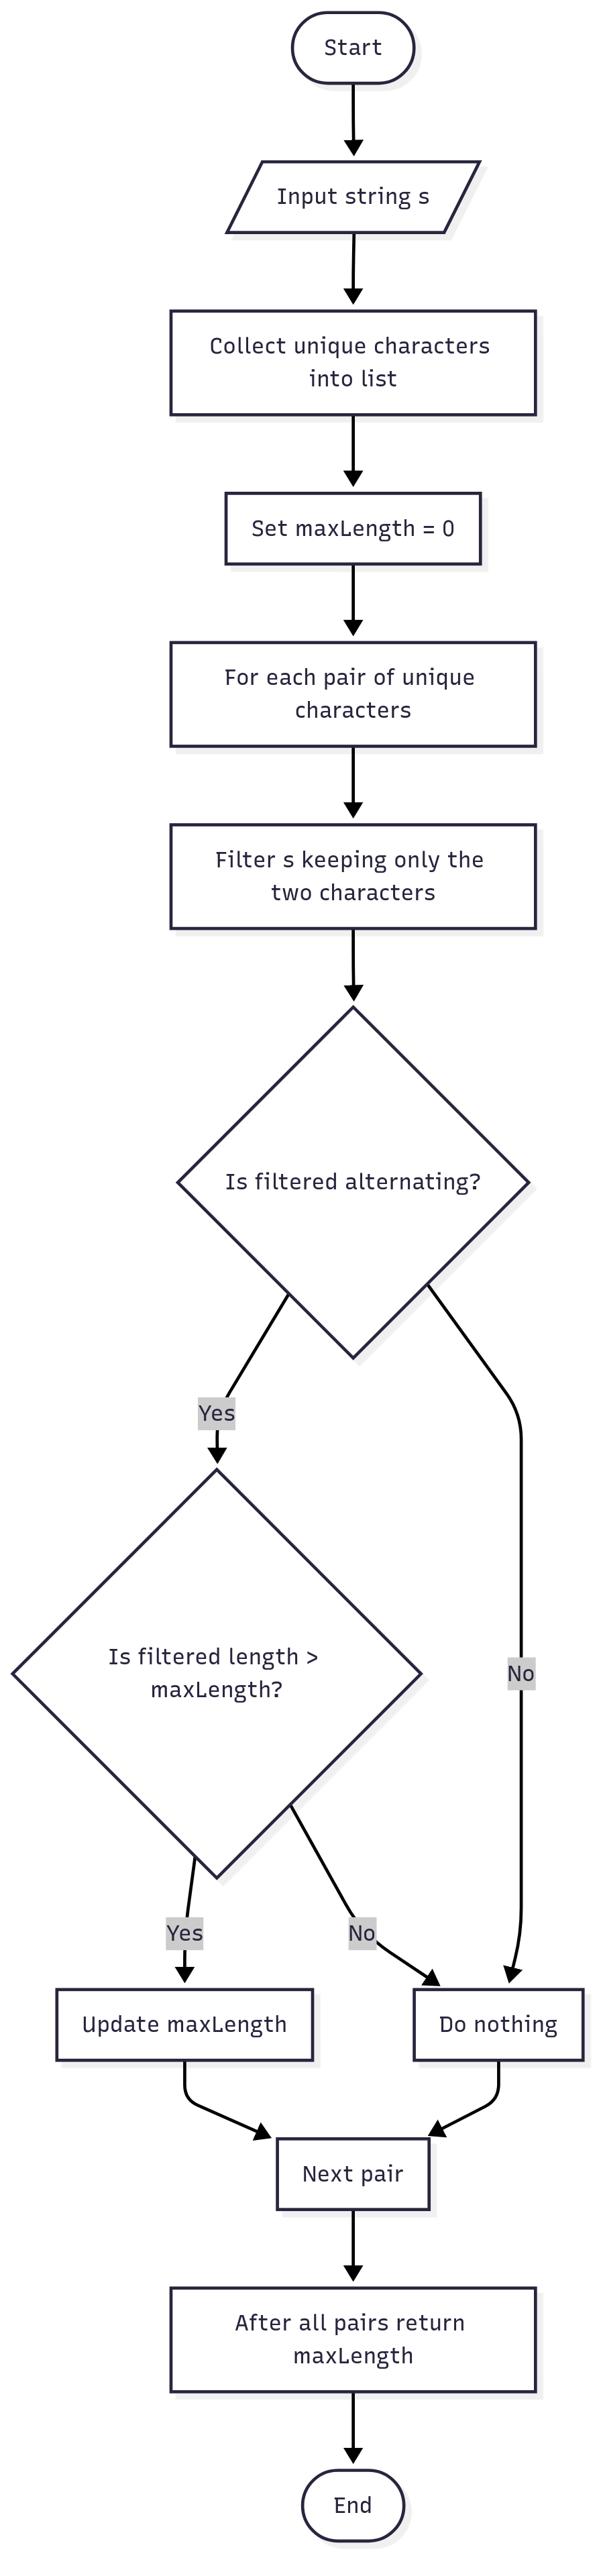 Start
Input string s
Collect unique characters
into list
Set maxLength = 0
For each pair of unique
characters
Filter s keeping only the
two characters
Is filtered alternating?
Yes
Is filtered length >
maxLength?
No
Yes
No
Update maxLength
Do nothing
Next pair
After all pairs return
maxLength
End